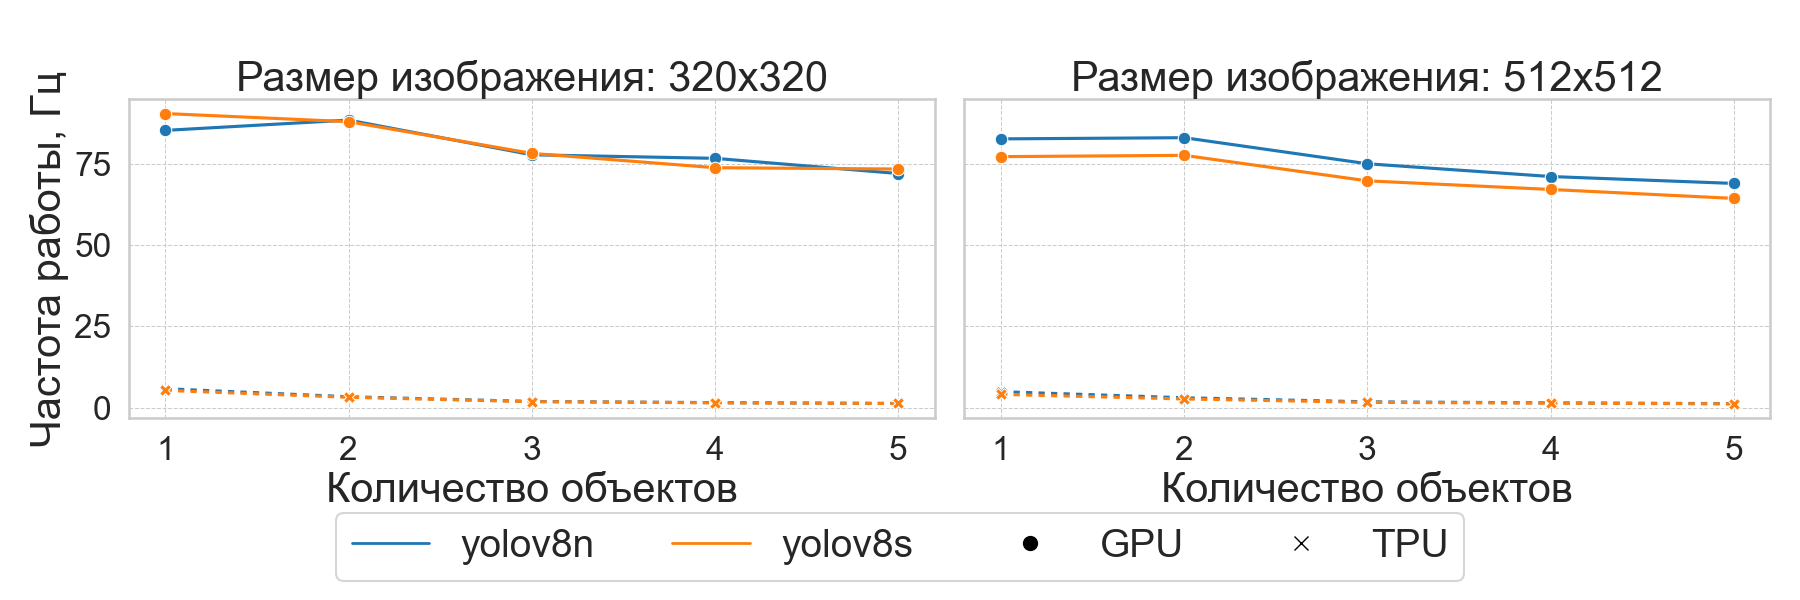 Размер изображения: 320x320
Размер изображения: 512x512
Частота работы, Гц
75
50
25
0
1 2 3 4 5
1 2 3 4 5
Количество объектов
Количество объектов
yolov8n yolov8s GPU TPU